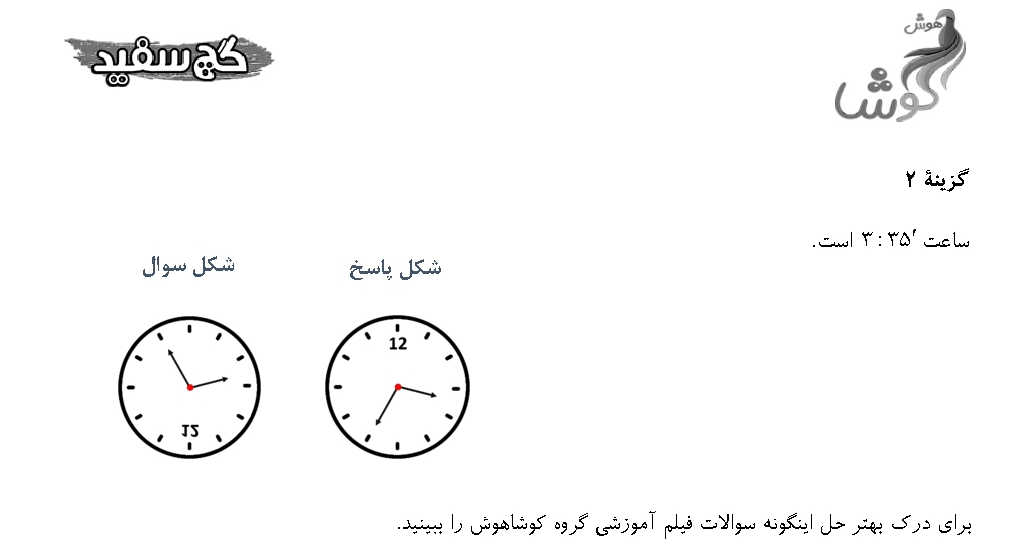 هوش
کوشا
گچ سفید
گزینهٔ ۲
ساعت ۳:۳۵′ است.
شکل پاسخ
شکل سوال
12
12
برای درک بهتر حل اینگونه سوالات فیلم آموزشی گروه کوشاهوش را ببینید.